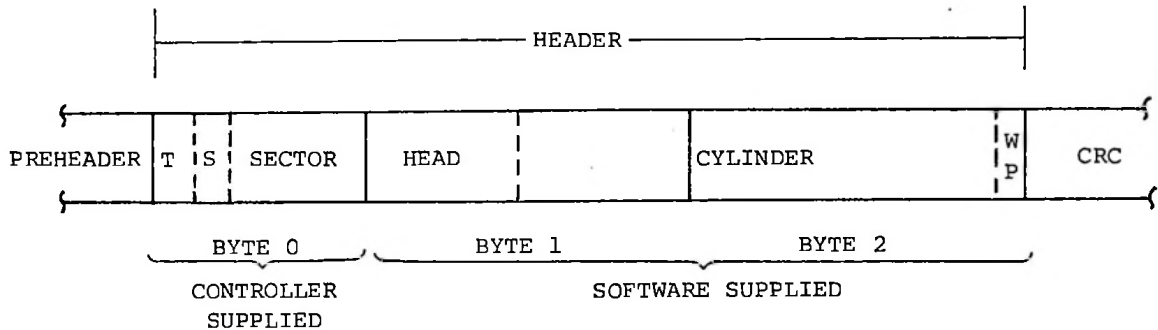 HEADER
PREHEADER T S SECTOR HEAD CYLINDER W P CRC
BYTE 0 BYTE 1 BYTE 2
CONTROLLER SUPPLIED
SOFTWARE SUPPLIED